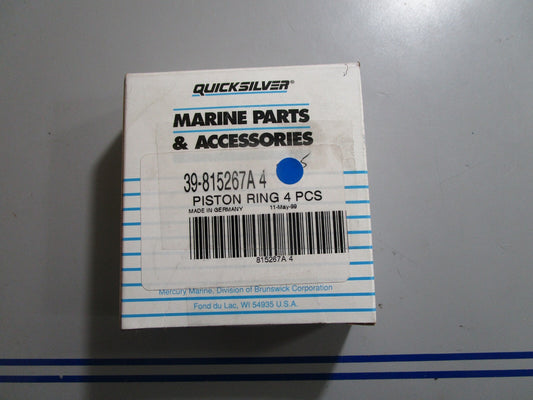 QUICKSILVER®
MARINE PARTS
& ACCESSORIES
39-815267A 4
PISTON RING 4 PCS
MADE IN GERMANY 11-May-99
815267A 4
Mercury Marine, Division of Brunswick Corporation
Fond du Lac, WI 54935 U.S.A.